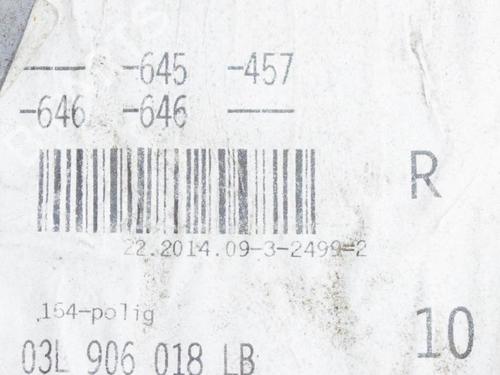 -- -645 -457
-646 -646 --
R
22.2014.09-3-2499-2
154-polig
03L 906 018 LB
10